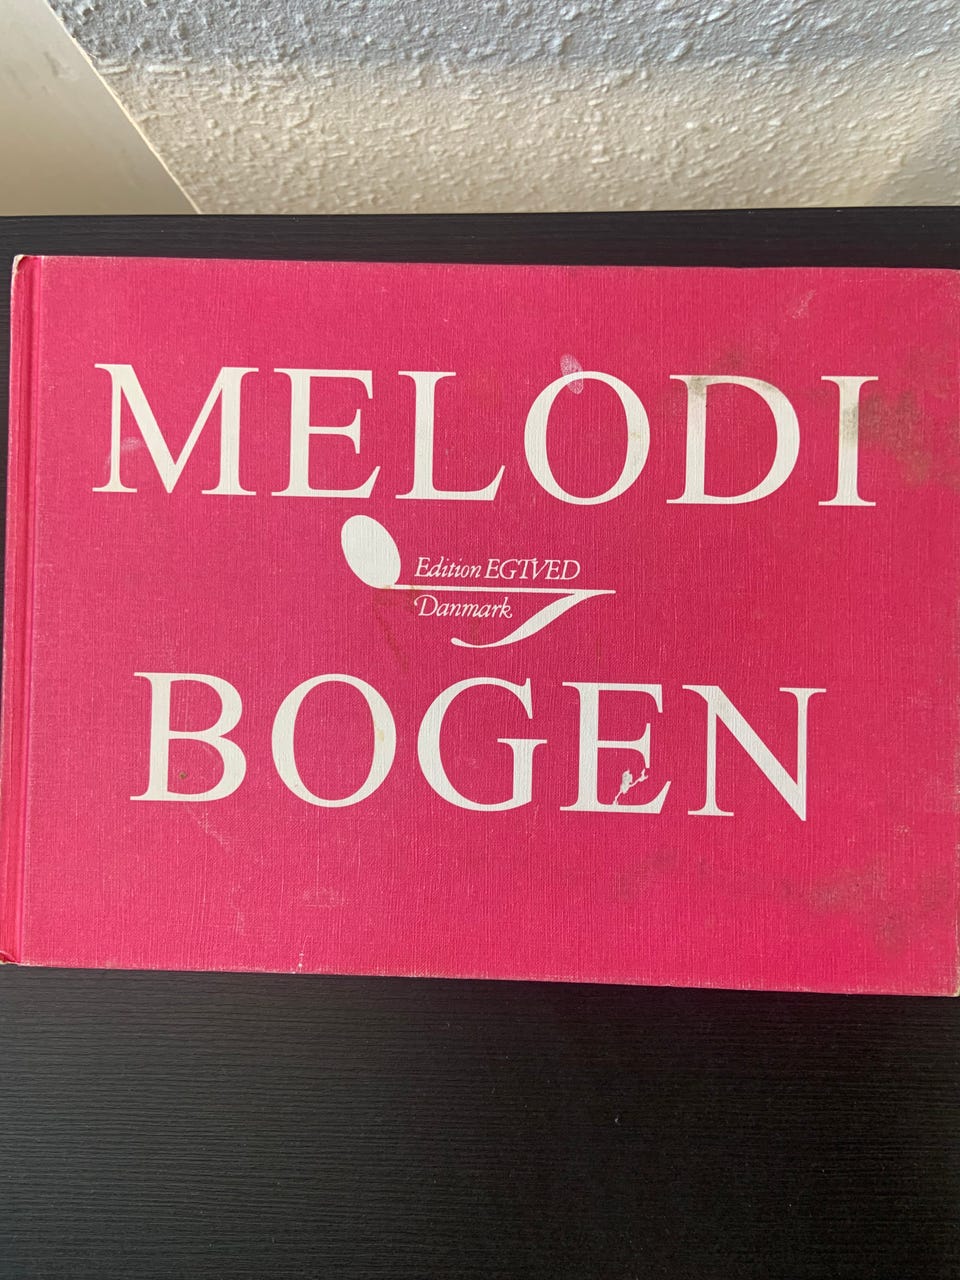 MELODI
Edition EGTVED
Danmark
BOGEN